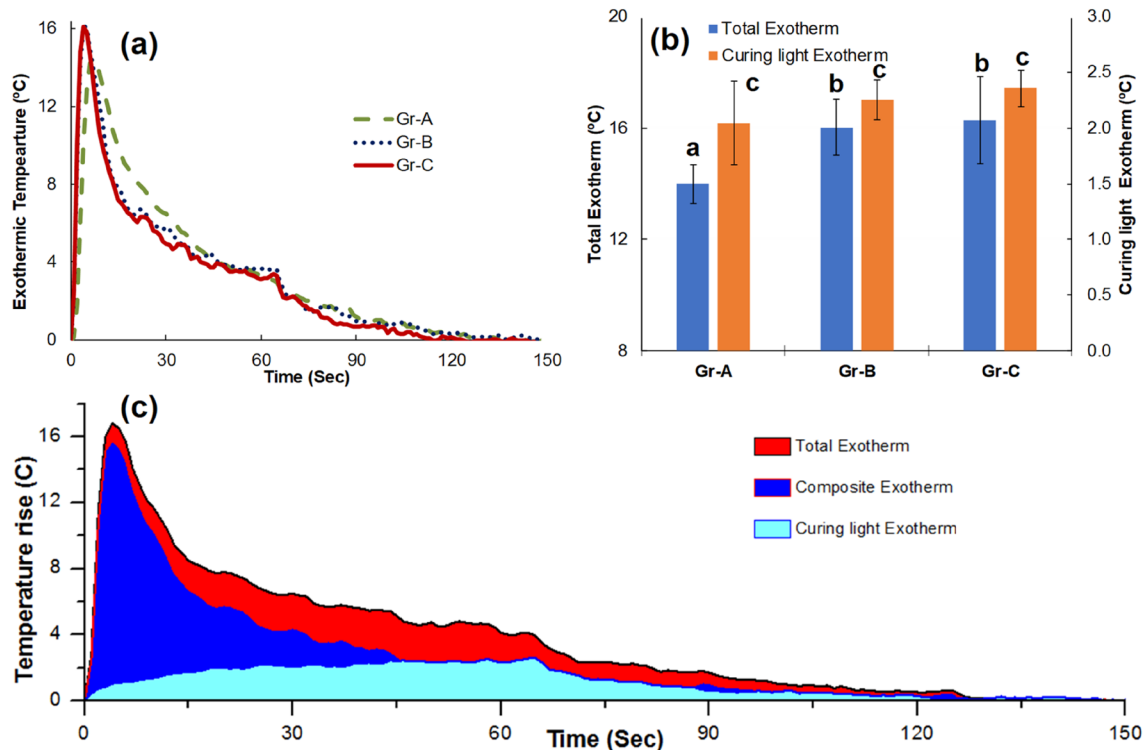 (a)
16
12
8
4
0
Exothermic Tempearture (ºC)
Gr-A
Gr-B
Gr-C
0
30
60
90
120
150
Time (Sec)
(b)
20
16
12
8
Total Exotherm (ºC)
Total Exotherm
Curing light Exotherm
a
c
b
c
b
c
3.0
2.5
2.0
1.5
1.0
0.5
0.0
Curing light Exotherm (ºC)
Gr-A
Gr-B
Gr-C
(c)
16
12
8
4
0
Temperature rise (C)
Total Exotherm
Composite Exotherm
Curing light Exotherm
0
30
60
90
120
150
Time (Sec)